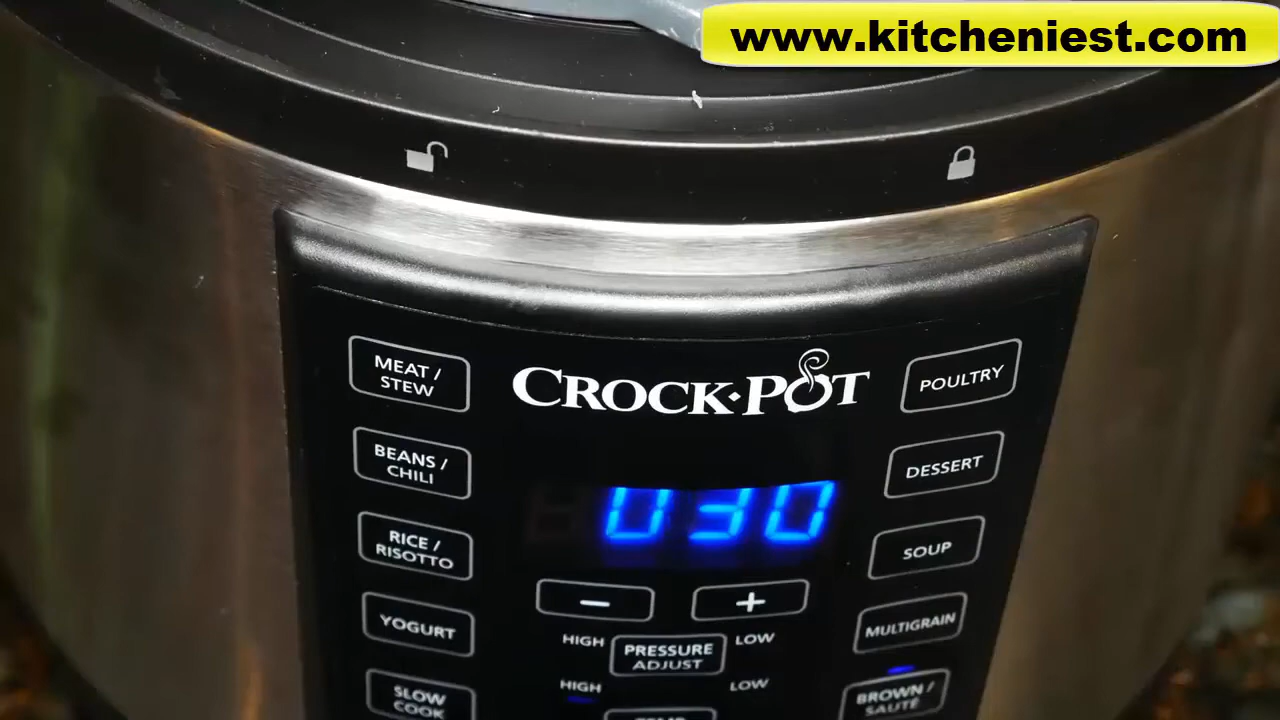 www.kitcheniest.com
CROCK·POT
MEAT /
STEW
POULTRY
BEANS /
CHILI
DESSERT
030
RICE /
RISOTTO
SOUP
− +
YOGURT
MULTIGRAIN
HIGH PRESSURE LOW
ADJUST
SLOW
COOK
HIGH LOW
BROWN /
SAUTÉ
TEMP